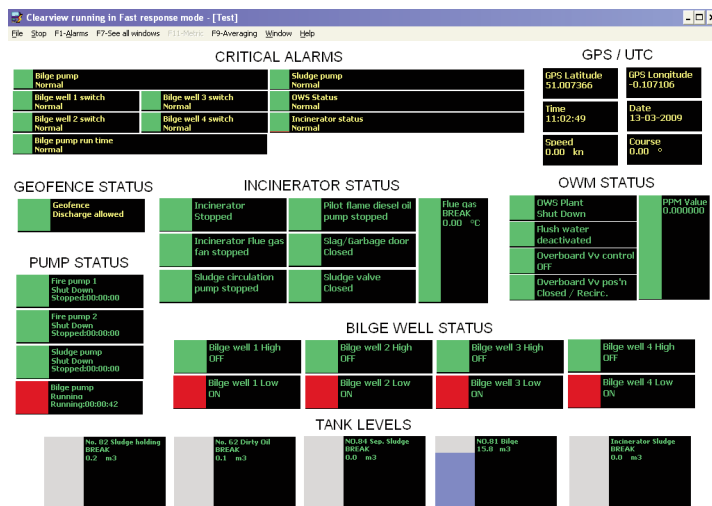 Clearview running in Fast response mode - [Test]
File Stop F1-Alarms F7-See all windows F11-Metric F9-Averaging Window Help
CRITICAL ALARMS
Bilge pump
Normal
Sludge pump
Normal
Bilge well 1 switch
Normal
Bilge well 3 switch
Normal
OWS Status
Normal
Bilge well 2 switch
Normal
Bilge well 4 switch
Normal
Incinerator status
Normal
Bilge pump run time
Normal
GPS / UTC
GPS Latitude
51.007366
GPS Longitude
-0.107106
Time
11:02:49
Date
13-03-2009
Speed
0.00 kn
Course
0.00 °
GEOFENCE STATUS
Geofence
Discharge allowed
INCINERATOR STATUS
Incinerator
Stopped
Pilot flame diesel oil
pump stopped
Flue gas
BREAK
0.00 °C
Incinerator Flue gas
fan stopped
Slag/Garbage door
Closed
Sludge circulation
pump stopped
Sludge valve
Closed
OWM STATUS
OWS Plant
Shut Down
PPM Value
0.000000
Flush water
deactivated
Overboard Vv control
OFF
Overboard Vv pos'n
Closed / Recirc.
PUMP STATUS
Fire pump 1
Shut Down
Stopped:00:00:00
Fire pump 2
Shut Down
Stopped:00:00:00
Sludge pump
Shut Down
Stopped:00:00:00
Bilge pump
Running
Running:00:00:42
BILGE WELL STATUS
Bilge well 1 High
OFF
Bilge well 2 High
OFF
Bilge well 3 High
OFF
Bilge well 4 High
OFF
Bilge well 1 Low
ON
Bilge well 2 Low
ON
Bilge well 3 Low
ON
Bilge well 4 Low
ON
TANK LEVELS
No. 82 Sludge holding
BREAK
0.2 m3
No. 62 Dirty Oil
BREAK
0.1 m3
NO.84 Sep. Sludge
BREAK
0.0 m3
NO.81 Bilge
15.8 m3
Incinerator Sludge
BREAK
0.0 m3